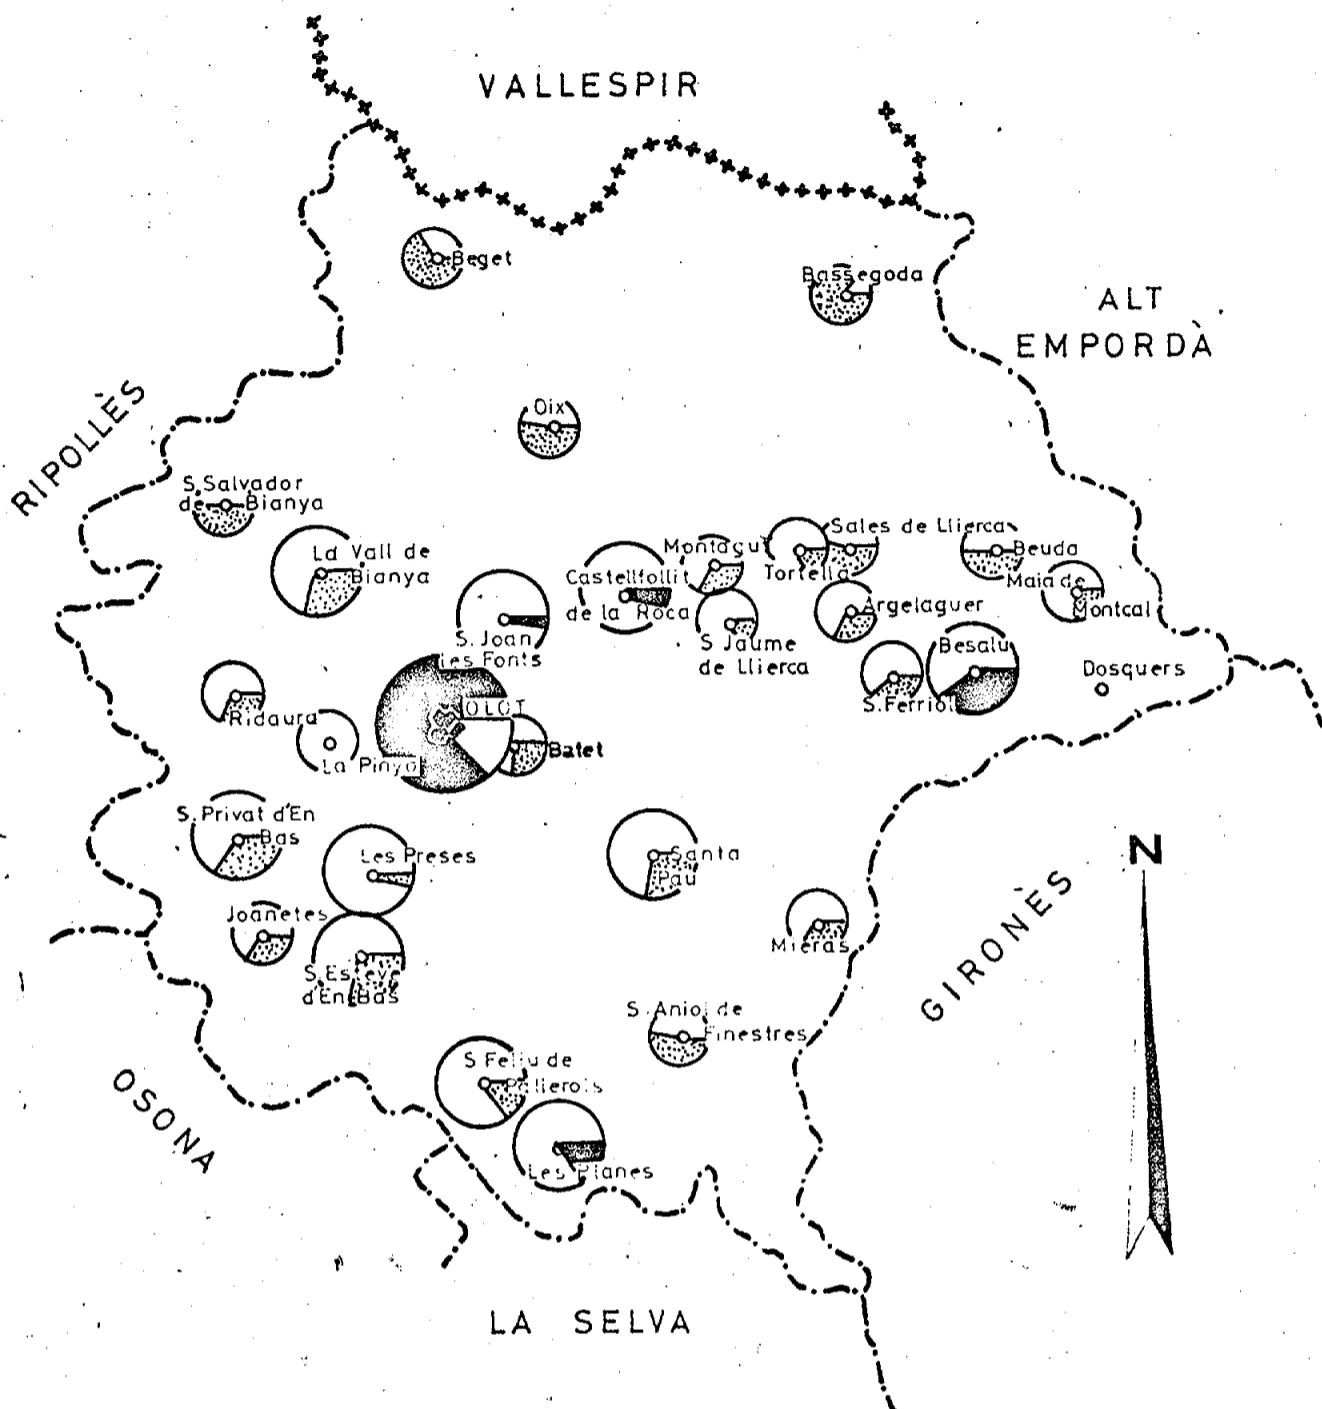 VALLESPIR
Beget
Bassegoda
ALT
EMPORDÀ
RIPOLLÈS
Oix
S.Salvador
de Bianya
La Vall de
Bianya
Montagut
Tortellà
Sales de Llierca
Beuda
Maià de
Montcal
Castellfollit
de la Roca
S. Joan
les Fonts
S Jaume
de Llierca
Argelaguer
Besalú
S.Ferriol
Dosquers
Ridaura
OLOT
La Pinya
Batet
S. Privat d'En
Bas
Les Preses
Santa
Pau
N
Joanetes
S.Esteve
d'En Bas
Mieras
GIRONÈS
S.Aniol de
Finestres
S Feliu de
Pallerols
Les Planes
OSONA
LA SELVA